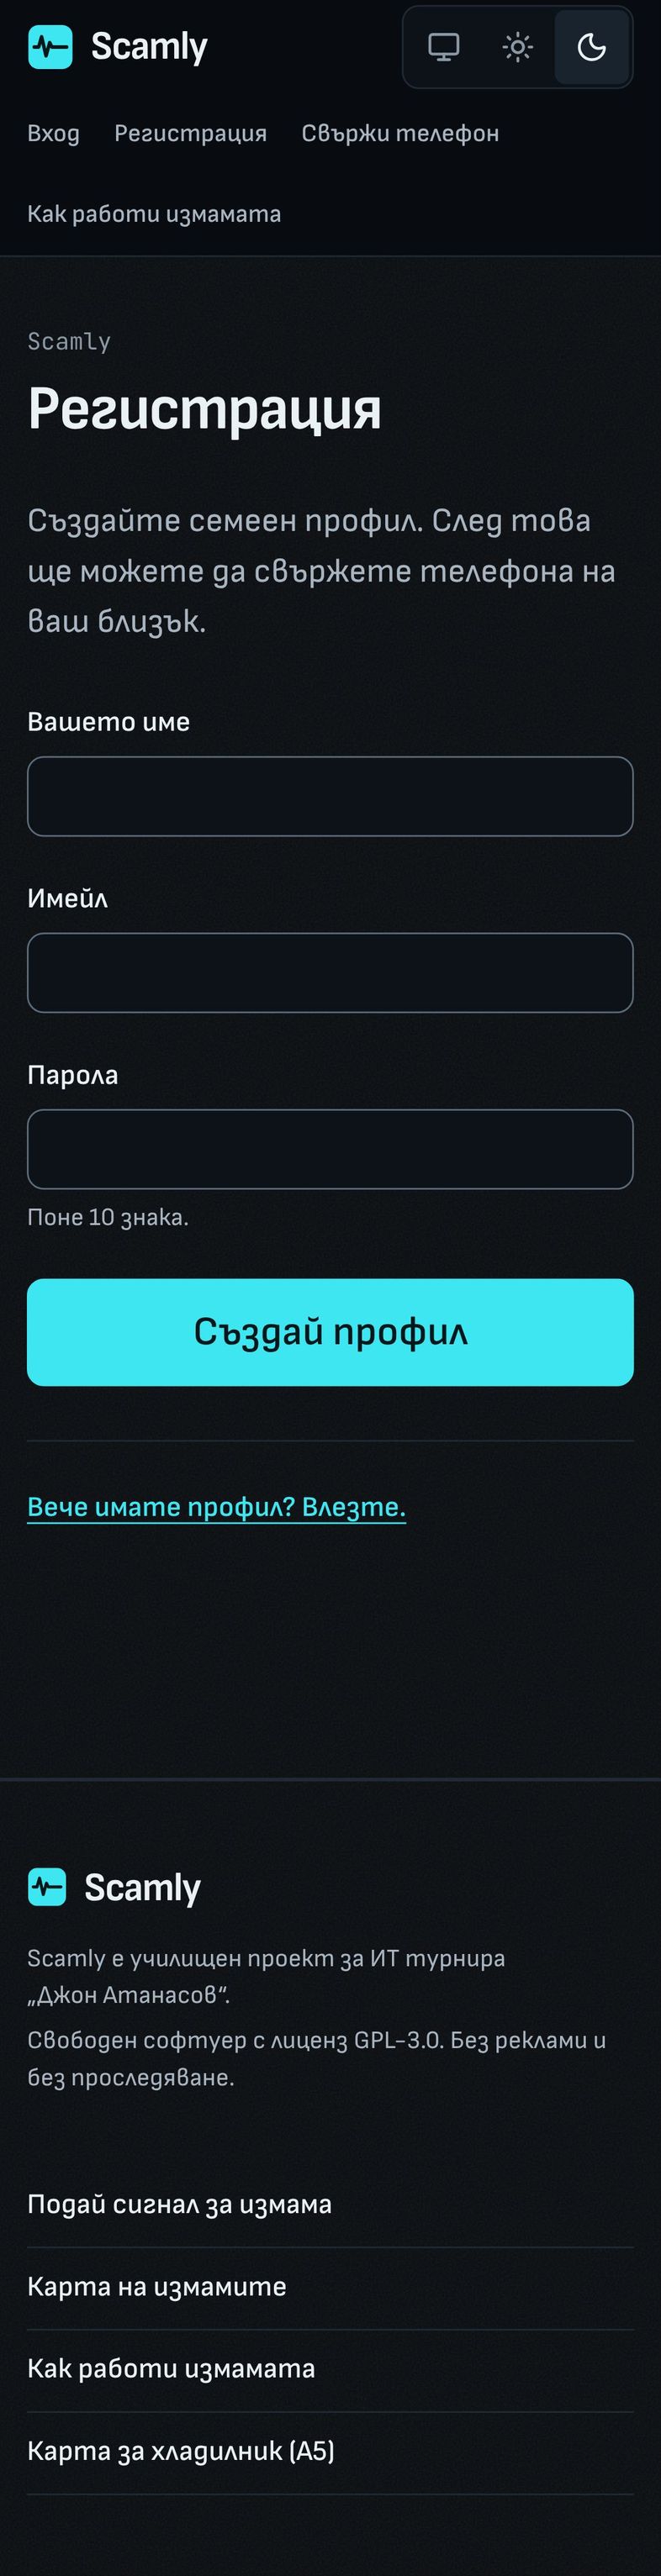 Scamly
Вход Регистрация Свържи телефон
Как работи измамата
Scamly
Регистрация
Създайте семеен профил. След това
ще можете да свържете телефона на
ваш близък.
Вашето име
Имейл
Парола
Поне 10 знака.
Създай профил
Вече имате профил? Влезте.
Scamly
Scamly е училищен проект за ИТ турнира
„Джон Атанасов“.
Свободен софтуер с лиценз GPL-3.0. Без реклами и
без проследяване.
Подай сигнал за измама
Карта на измамите
Как работи измамата
Карта за хладилник (А5)